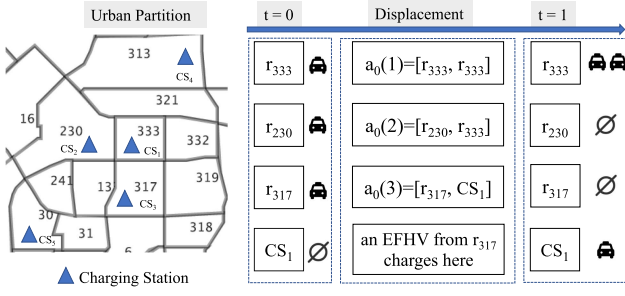 Urban Partition
t = 0
Displacement
t = 1
313
CS₄
321
16
230
333
332
CS₂
CS₁
241
13
317
319
CS₃
30
CS₅
31
6
318
Charging Station
r₃₃₃
a₀(1)=[r₃₃₃, r₃₃₃]
r₃₃₃
r₂₃₀
a₀(2)=[r₂₃₀, r₃₃₃]
r₂₃₀
∅
r₃₁₇
a₀(3)=[r₃₁₇, CS₁]
r₃₁₇
∅
CS₁
∅
an EFHV from r₃₁₇
charges here
CS₁